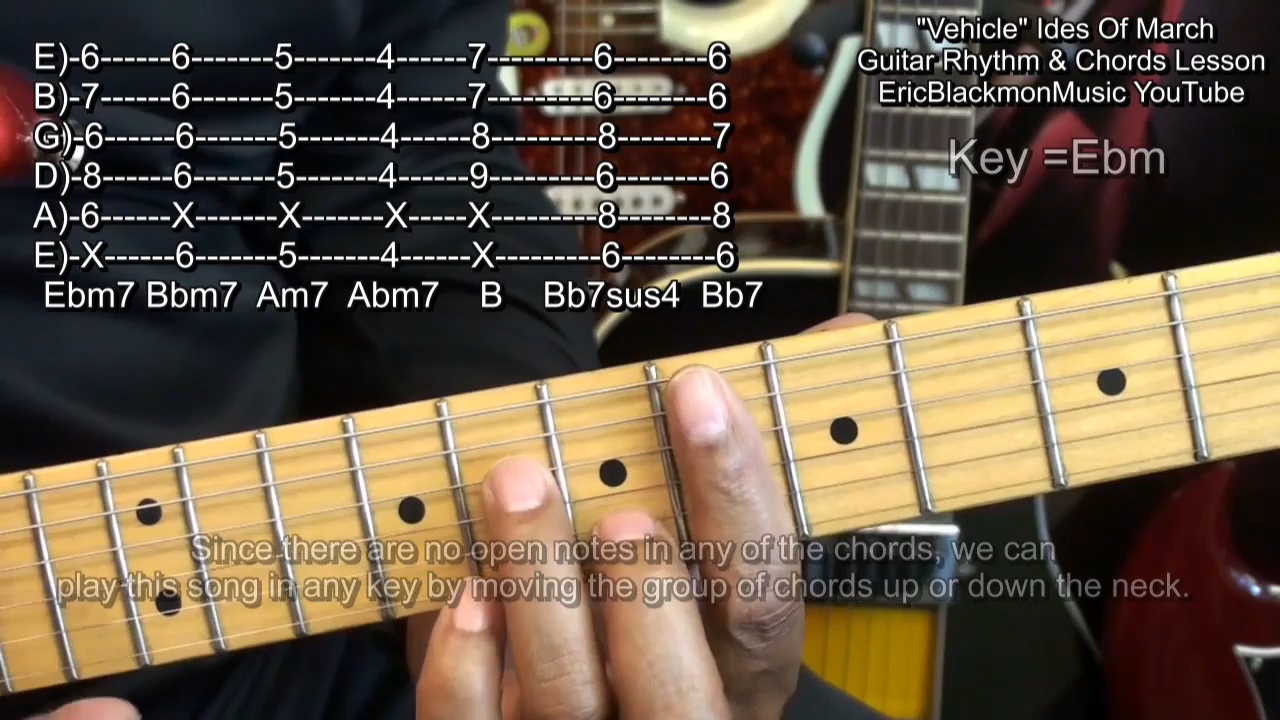 "Vehicle" Ides Of March
Guitar Rhythm & Chords Lesson
EricBlackmonMusic YouTube
Key =Ebm
E)-6------6-------5-------4------7---------6--------6
B)-7------6-------5-------4------7---------6--------6
G)-6------6-------5-------4------8---------8--------7
D)-8------6-------5-------4------9---------6--------6
A)-6------X-------X-------X-----X---------8--------8
E)-X------6-------5-------4------X---------6-------6
Ebm7 Bbm7 Am7 Abm7 B Bb7sus4 Bb7
Since there are no open notes in any of the chords, we can
play this song in any key by moving the group of chords up or down the neck.